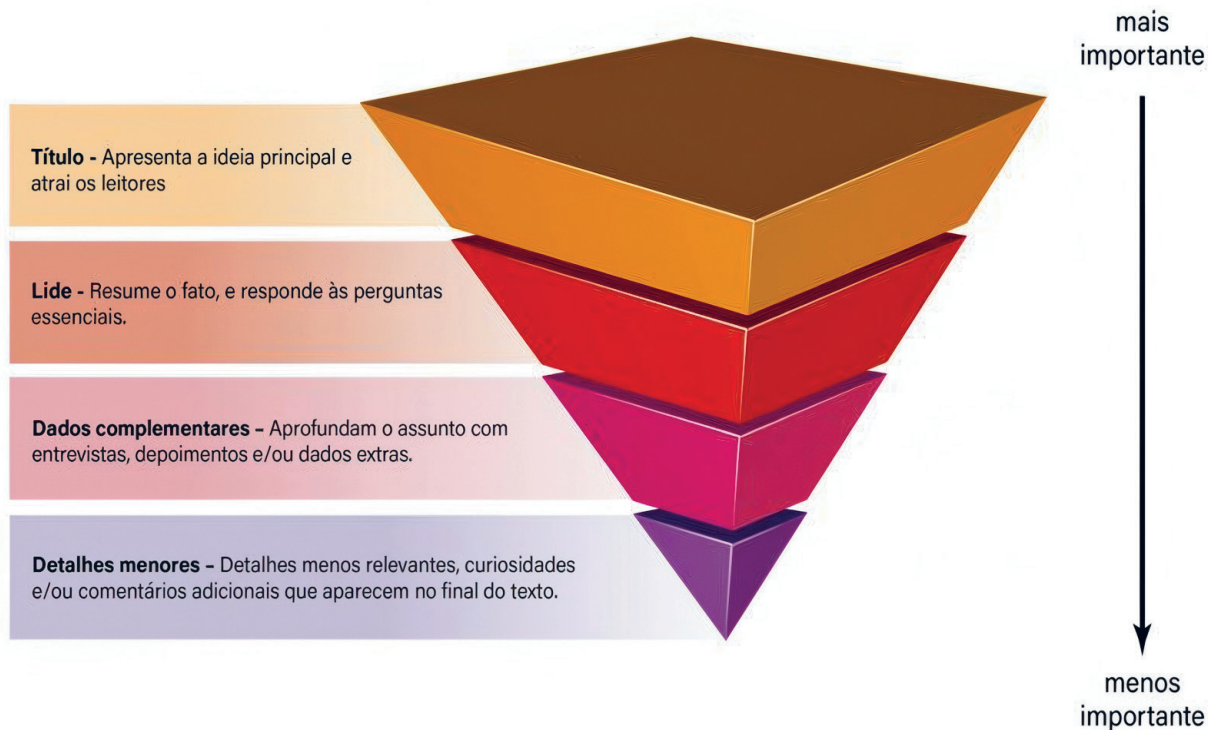 mais
importante
Título - Apresenta a ideia principal e
atrai os leitores
Lide - Resume o fato, e responde às perguntas
essenciais.
Dados complementares – Aprofundam o assunto com
entrevistas, depoimentos e/ou dados extras.
Detalhes menores – Detalhes menos relevantes, curiosidades
e/ou comentários adicionais que aparecem no final do texto.
menos
importante